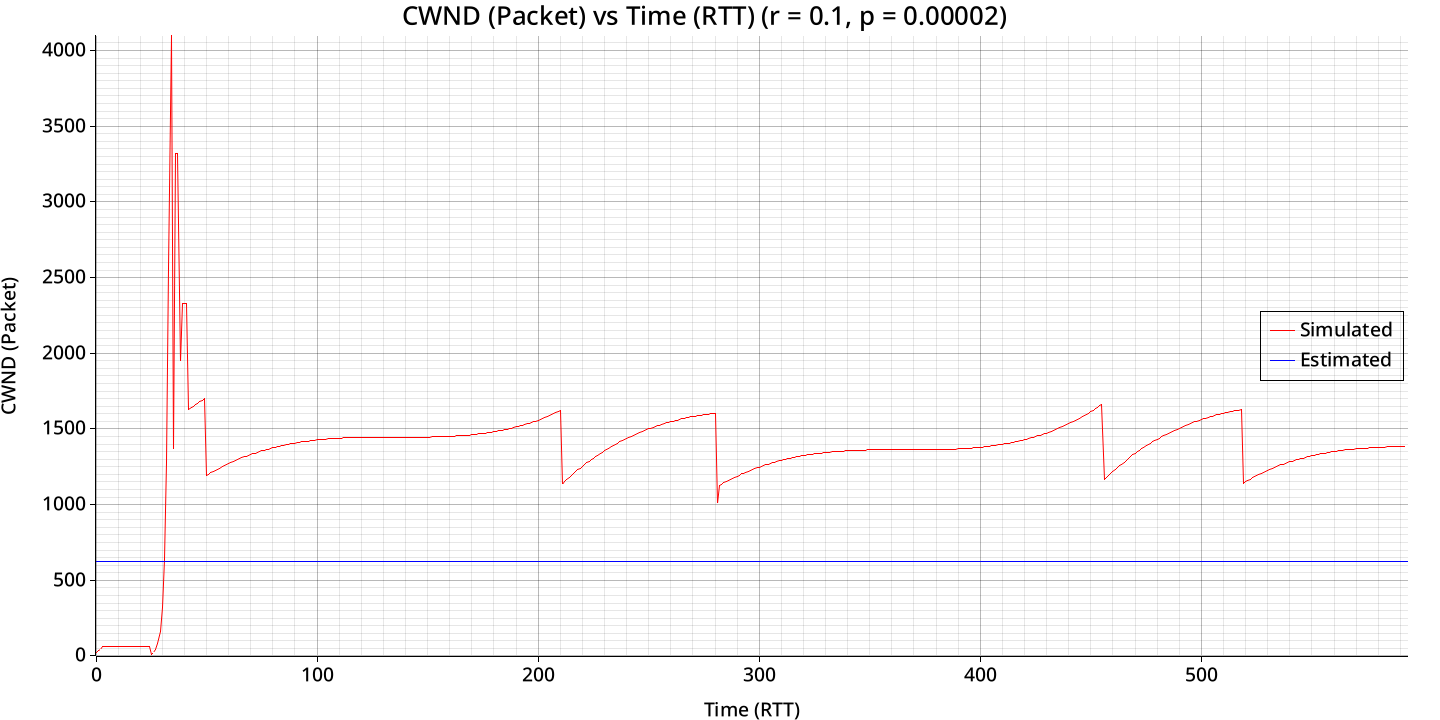 CWND (Packet) vs Time (RTT) (r = 0.1, p = 0.00002)
4000
3500
3000
2500
2000
1500
1000
500
0
CWND (Packet)
Simulated
Estimated
0 100 200 300 400 500
Time (RTT)